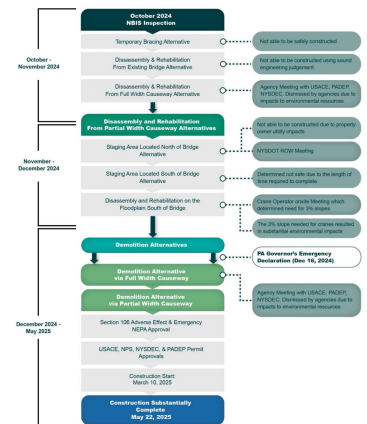 October 2024
NBIS Inspection
October -
November 2024
Temporary Bracing Alternative
Not able to be safely constructed
Disassembly & Rehabilitation
From Existing Bridge Alternative
Not able to be constructed using sound
engineering judgement
Disassembly & Rehabilitation
From Full Width Causeway Alternative
Agency Meeting with USACE, PADEP,
NYSDEC. Dismissed by agencies due to
impacts to environmental resources
Disassembly and Rehabilitation
From Partial Width Causeway Alternatives
November -
December 2024
Staging Area Located North of Bridge
Alternative
Not able to be constructed due to property
owner utility impacts
NYSDOT ROW Meeting
Staging Area Located South of Bridge
Alternative
Determined not safe due to the length of
time required to complete
Disassembly and Rehabilitation on the
Floodplain South of Bridge
Crane Operator onsite Meeting which
determined need for 3% slopes
The 3% slope needed for cranes resulted
in substantial environmental impacts
Demolition Alternatives
PA Governor's Emergency
Declaration (Dec 16, 2024)
Demolition Alternative
via Full Width Causeway
Agency Meeting with USACE, PADEP,
NYSDEC. Dismissed by agencies due to
impacts to environmental resources
Demolition Alternative
via Partial Width Causeway
December 2024 -
May 2025
Section 106 Adverse Effect & Emergency
NEPA Approval
USACE, NPS, NYSDEC, & PADEP Permit
Approvals
Construction Start:
March 10, 2025
Construction Substantially
Complete
May 22, 2025